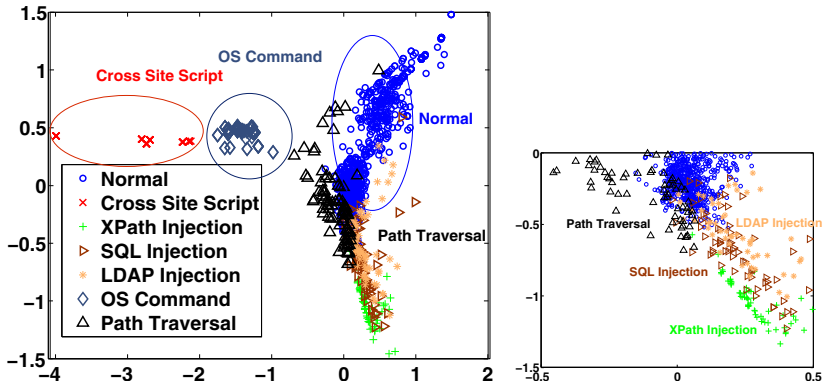 1.5
1
0.5
0
−0.5
−1
−1.5
−4
−3
−2
−1
0
1
2
OS Command
Cross Site Script
Normal
Path Traversal
Normal
Cross Site Script
XPath Injection
SQL Injection
LDAP Injection
OS Command
Path Traversal
0
−0.5
−1
−0.5
0
0.5
Path Traversal
LDAP Injection
SQL Injection
XPath Injection